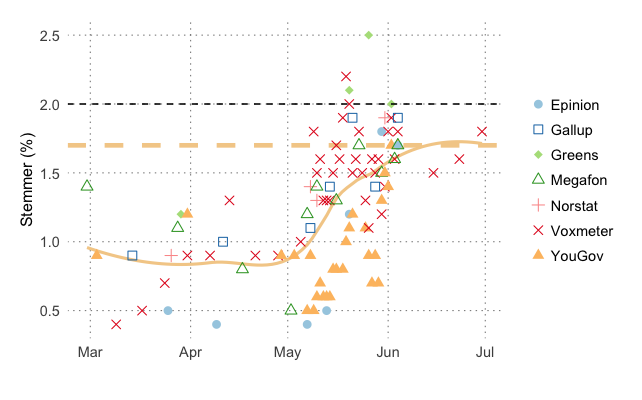 2.5
2.0
1.5
1.0
0.5
Stemmer (%)
Mar Apr May Jun Jul
Epinion
Gallup
Greens
Megafon
Norstat
Voxmeter
YouGov